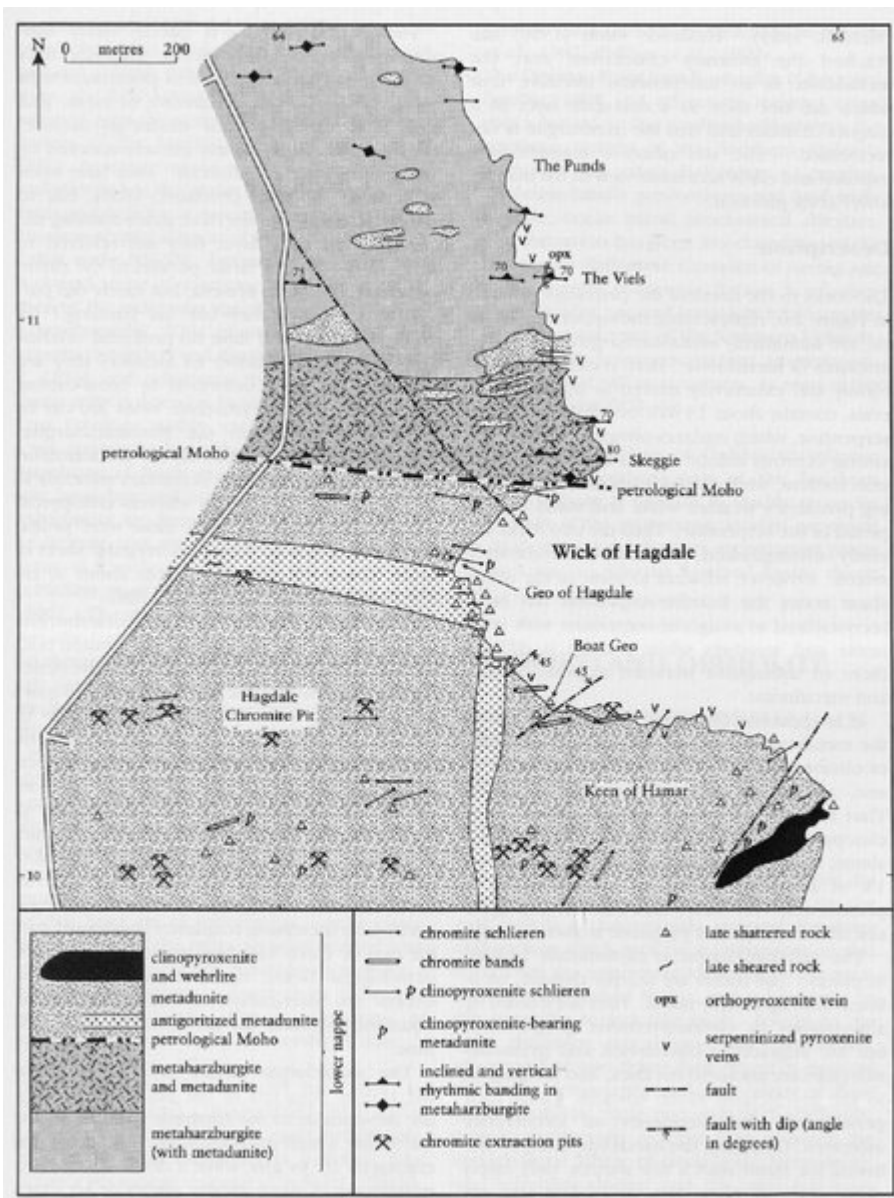 N
0 metres 200
64
65
The Punds
opx
70
70
The Viels
71
11
70
petrological Moho
80
Skeggie
petrological Moho
p
p
Wick of Hagdale
p
Geo of Hagdale
45
Boat Geo
45
Hagdale
Chromite Pit
Keen of Hamar
p
p
p
p
10
p
p
clinopyroxenite
and wehrlite
metadunite
antigoritized metadunite
petrological Moho
metaharzburgite
and metadunite
metaharzburgite
(with metadanite)
lower nappe
chromite schlieren
chromite bands
p clinopyroxenite schlieren
p clinopyroxenite-bearing
metadunite
inclined and vertical
rhythmic banding in
metaharzburgite
chromite extraction pits
late shattered rock
late sheared rock
opx orthopyroxenite vein
v serpentinized pyroxenite
veins
fault
fault with dip (angle
in degrees)